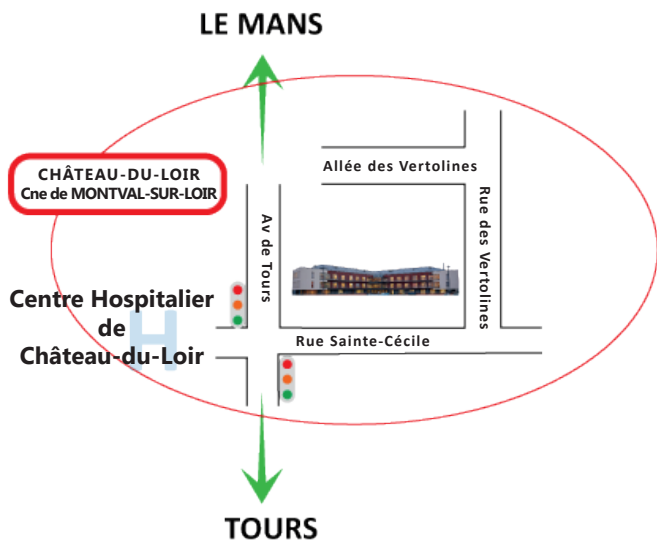 LE MANS
CHÂTEAU-DU-LOIR
Cne de MONTVAL-SUR-LOIR
Allée des Vertolines
Rue des Vertolines
Av de Tours
Centre Hospitalier
de
Château-du-Loir
H
Rue Sainte-Cécile
TOURS